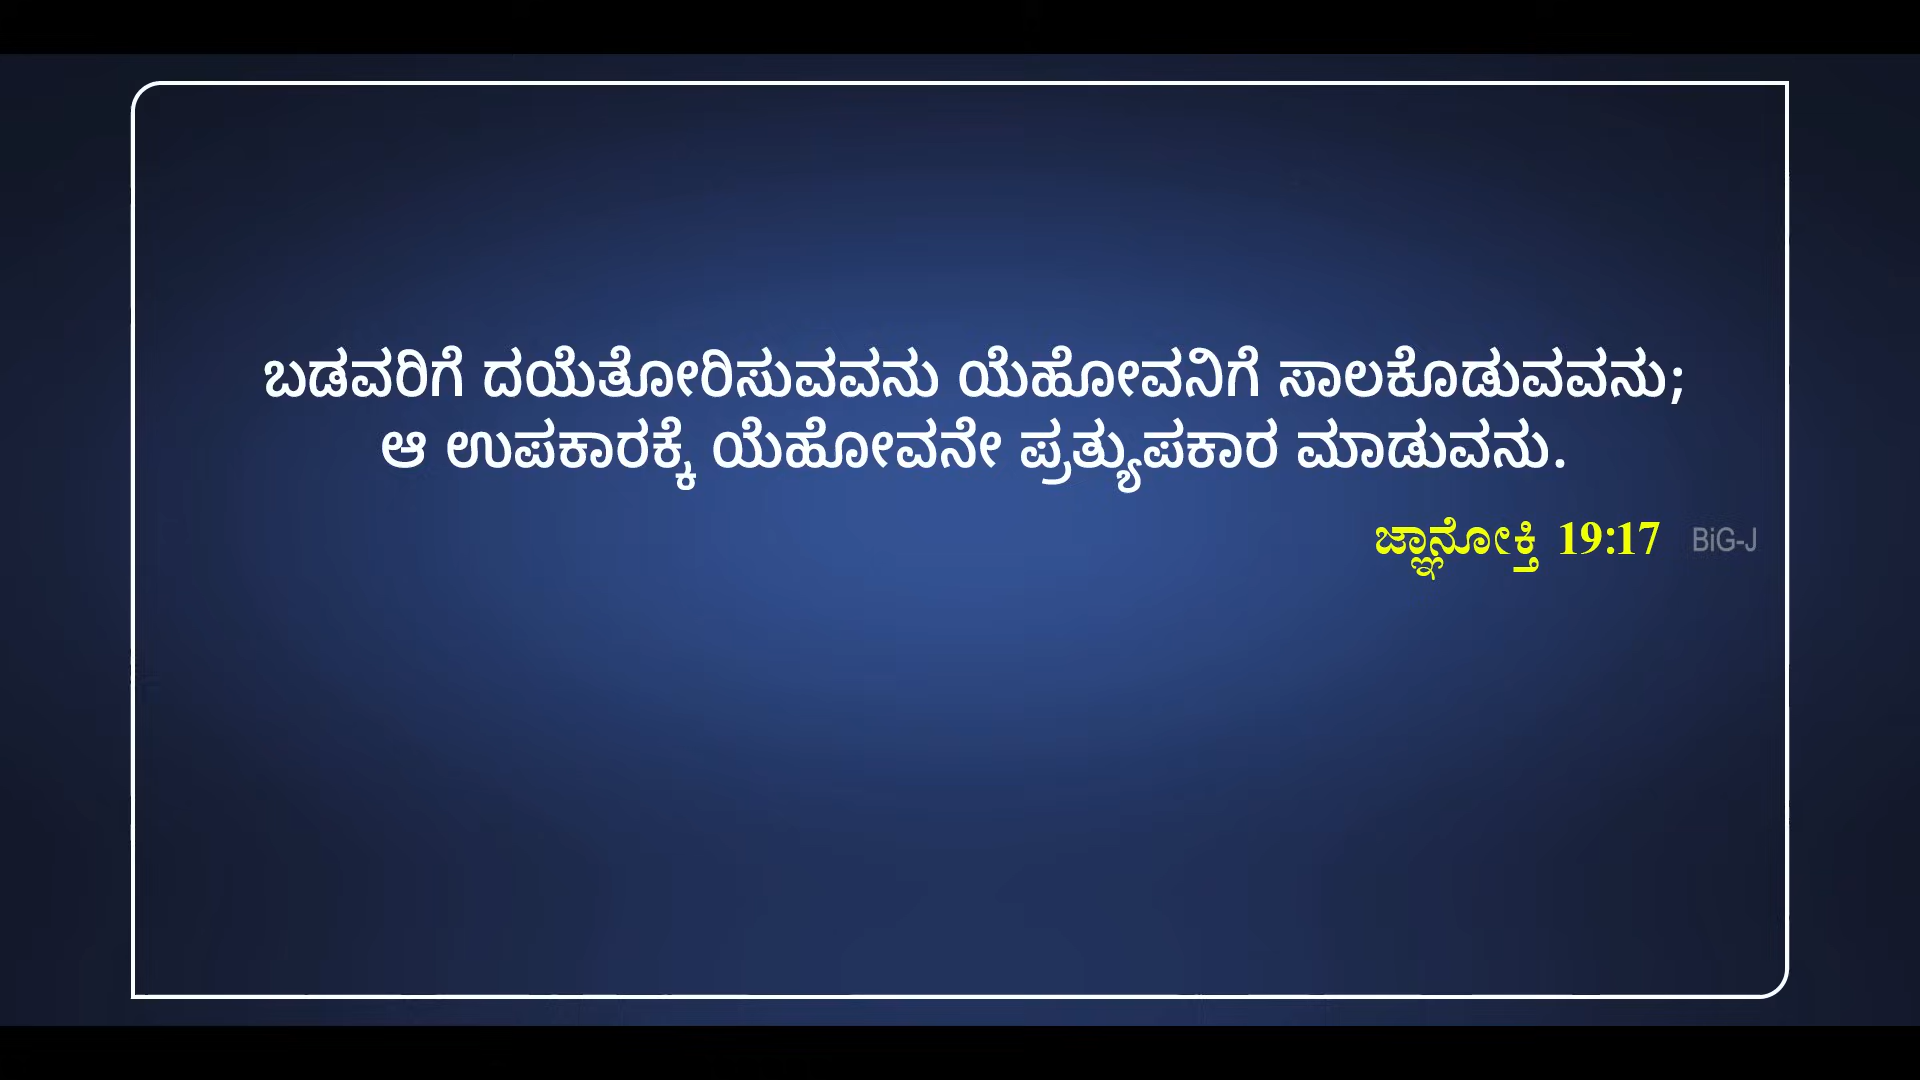 ಬಡವರಿಗೆ ದಯೆತೋರಿಸುವವನು ಯೆಹೋವನಿಗೆ ಸಾಲಕೊಡುವವನು;
ಆ ಉಪಕಾರಕ್ಕೆ ಯೆಹೋವನೇ ಪ್ರತ್ಯುಪಕಾರ ಮಾಡುವನು.
ಜ್ಞಾನೋಕ್ತಿ 19:17 BiG-J